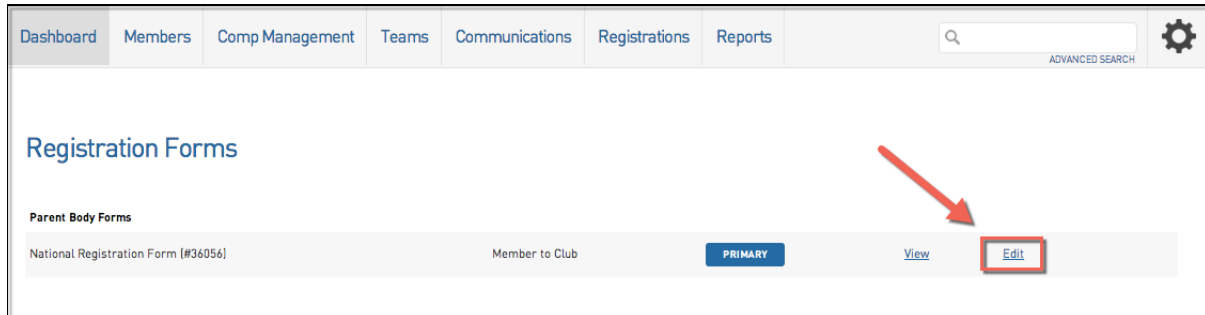 Dashboard Members Comp Management Teams Communications Registrations Reports
ADVANCED SEARCH
Registration Forms
Parent Body Forms
National Registration Form (#36056) Member to Club PRIMARY View Edit